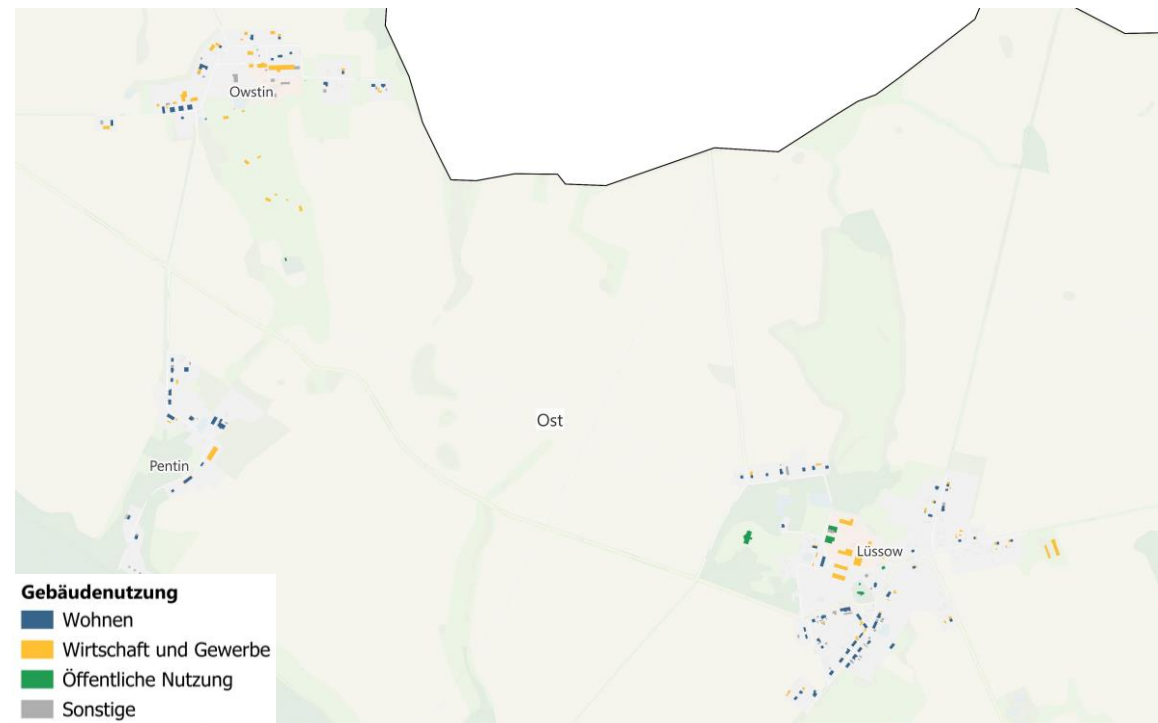 Owstin
Ost
Pentin
Lüssow
Gebäudenutzung
Wohnen
Wirtschaft und Gewerbe
Öffentliche Nutzung
Sonstige